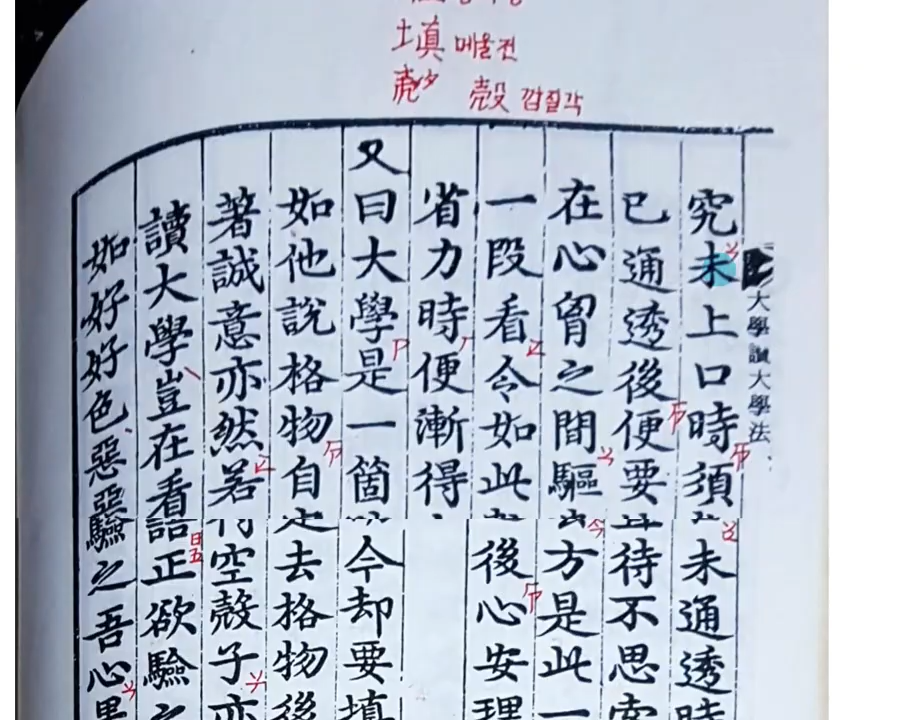 塡 메울전
殼 껍질각
大學 讀大學法
究未上口時須未通透時
已通透後便要待不思索
在心胷之間驅方是此一
一段看令如此後心安理
省力時便漸得
又曰大學是一箇今却要塡
如他說格物自去格物後
著誠意亦然若空殼子亦
讀大學豈在看語正欲驗之
如好好色惡惡驗之吾心果